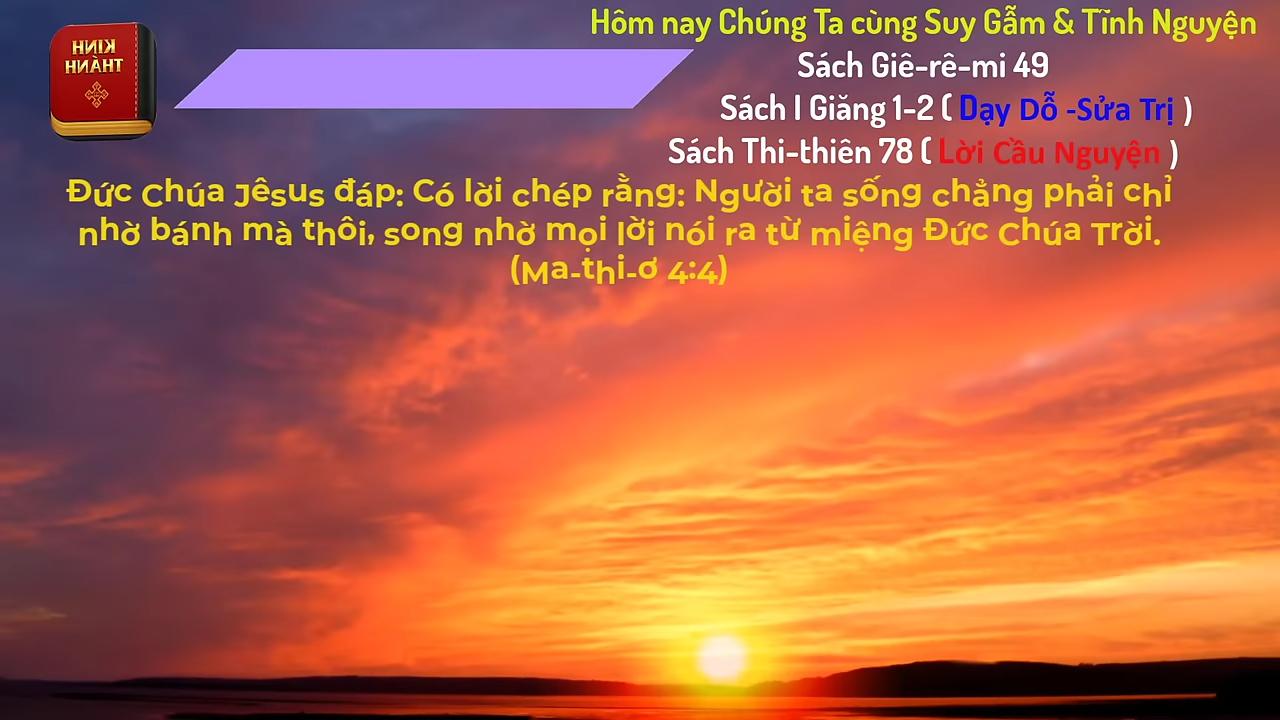 Hôm nay Chúng Ta cùng Suy Gẫm & Tĩnh Nguyện
KINH
THÁNH
Sách Giê-rê-mi 49
Sách I Giăng 1-2 ( Dạy Dỗ -Sửa Trị )
Sách Thi-thiên 78 ( Lời Cầu Nguyện )
Đức Chúa Jêsus đáp: Có lời chép rằng: Người ta sống chẳng phải chỉ
nhờ bánh mà thôi, song nhờ mọi lời nói ra từ miệng Đức Chúa Trời.
(Ma-thi-ơ 4:4)